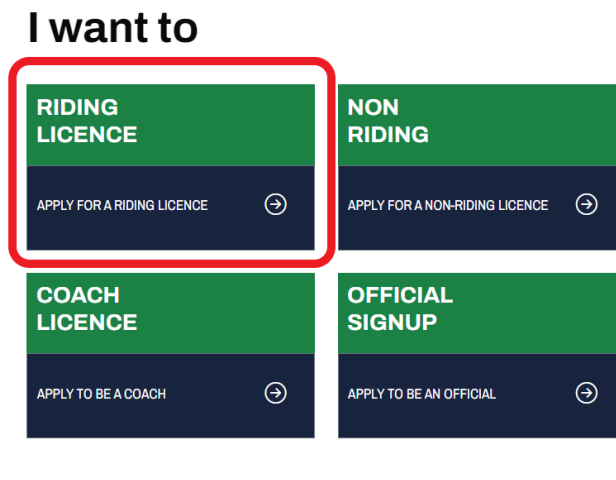 I want to
RIDING
LICENCE
APPLY FOR A RIDING LICENCE
NON
RIDING
APPLY FOR A NON-RIDING LICENCE
COACH
LICENCE
APPLY TO BE A COACH
OFFICIAL
SIGNUP
APPLY TO BE AN OFFICIAL